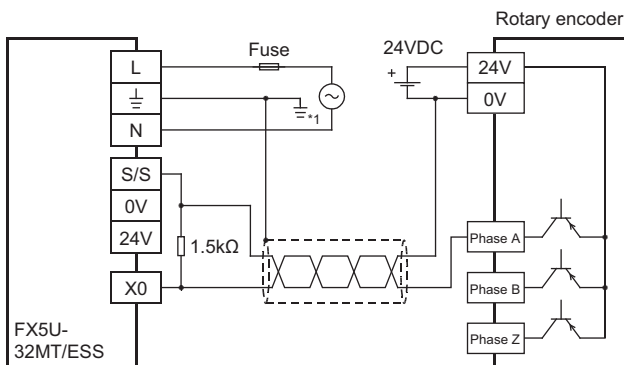 Rotary encoder
Fuse
24VDC
L
+
24V
0V
*1
N
S/S
0V
24V
1.5kΩ
Phase A
X0
Phase B
FX5U-
32MT/ESS
Phase Z